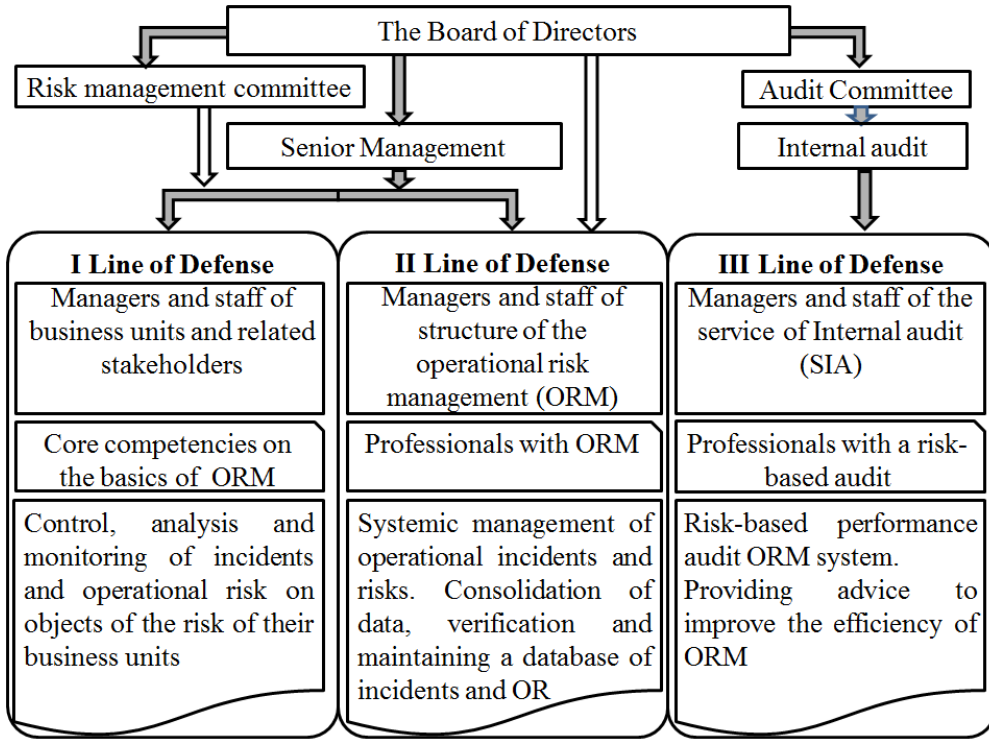 The Board of Directors
Risk management committee
Audit Committee
Senior Management
Internal audit
I Line of Defense
Managers and staff of
business units and related
stakeholders
Core competencies on
the basics of ORM
Control, analysis and
monitoring of incidents
and operational risk on
objects of the risk of their
business units
II Line of Defense
Managers and staff of
structure of the
operational risk
management (ORM)
Professionals with ORM
Systemic management of
operational incidents and
risks. Consolidation of
data, verification and
maintaining a database of
incidents and OR
III Line of Defense
Managers and staff of the
service of Internal audit
(SIA)
Professionals with a risk-
based audit
Risk-based performance
audit ORM system.
Providing advice to
improve the efficiency of
ORM